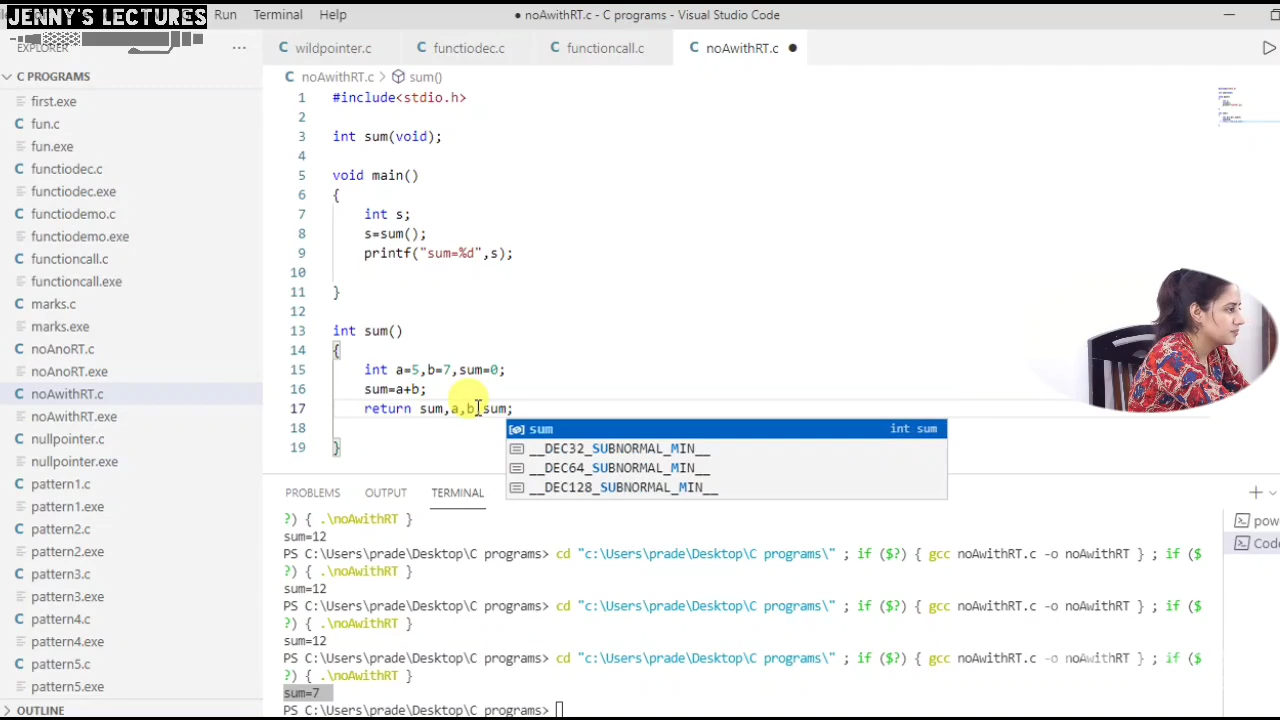 JENNY'S LECTURES
Run Terminal Help
● noAwithRT.c - C programs - Visual Studio Code
EXPLORER
···
C wildpointer.c
C functiodec.c
C functioncall.c
C noAwithRT.c ●
C noAwithRT.c > sum()
C PROGRAMS
first.exe
C fun.c
fun.exe
C functiodec.c
functiodec.exe
C functiodemo.c
functiodemo.exe
C functioncall.c
functioncall.exe
C marks.c
marks.exe
C noAnoRT.c
noAnoRT.exe
C noAwithRT.c
noAwithRT.exe
C nullpointer.c
nullpointer.exe
C pattern1.c
pattern1.exe
C pattern2.c
pattern2.exe
C pattern3.c
pattern3.exe
C pattern4.c
pattern4.exe
C pattern5.c
pattern5.exe
OUTLINE
1 #include<stdio.h>
2
3 int sum(void);
4
5 void main()
6 {
7 int s;
8 s=sum();
9 printf("sum=%d",s);
10
11 }
12
13 int sum()
14 {
15 int a=5,b=7,sum=0;
16 sum=a+b;
17 return sum,a,b,sum;
18
19 }
sum int sum
__DEC32_SUBNORMAL_MIN__
__DEC64_SUBNORMAL_MIN__
__DEC128_SUBNORMAL_MIN__
PROBLEMS OUTPUT TERMINAL
?) { .\noAwithRT }
sum=12
PS C:\Users\prade\Desktop\C programs> cd "c:\Users\prade\Desktop\C programs\" ; if ($?) { gcc noAwithRT.c -o noAwithRT } ; if ($
?) { .\noAwithRT }
sum=12
PS C:\Users\prade\Desktop\C programs> cd "c:\Users\prade\Desktop\C programs\" ; if ($?) { gcc noAwithRT.c -o noAwithRT } ; if ($
?) { .\noAwithRT }
sum=12
PS C:\Users\prade\Desktop\C programs> cd "c:\Users\prade\Desktop\C programs\" ; if ($?) { gcc noAwithRT.c -o noAwithRT } ; if ($
?) { .\noAwithRT }
sum=7
PS C:\Users\prade\Desktop\C programs>
pow
Code